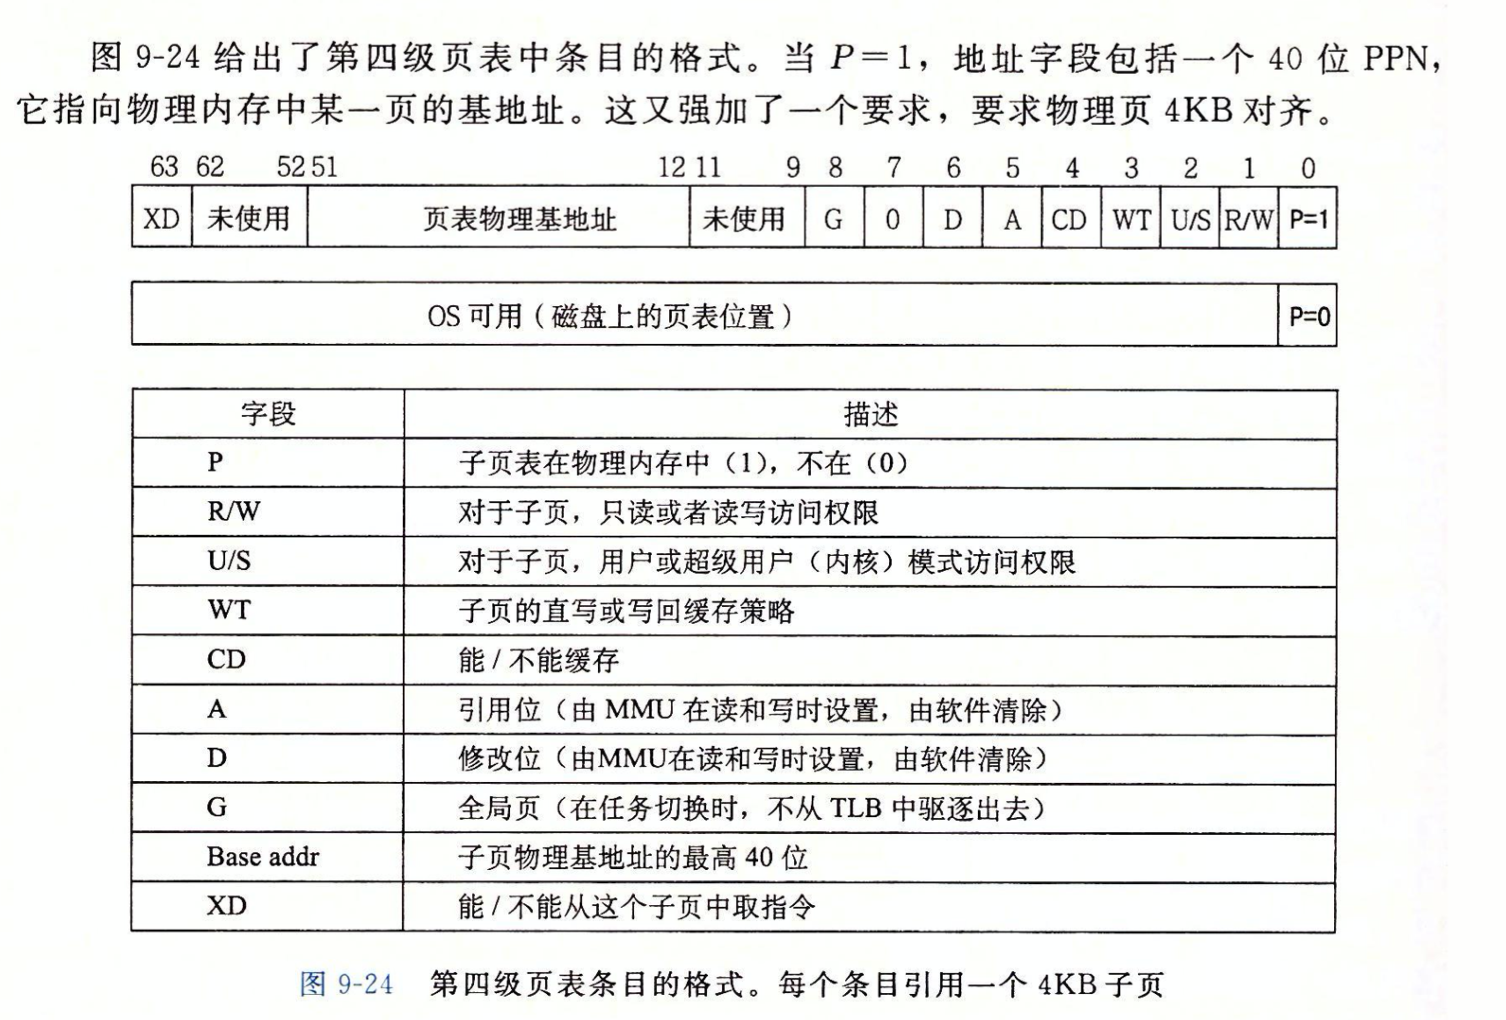 图 9-24 给出了第四级页表中条目的格式。当 P=1，地址字段包括一个 40 位 PPN，
它指向物理内存中某一页的基地址。这又强加了一个要求，要求物理页 4KB 对齐。
63 62 52 51 12 11 9 8 7 6 5 4 3 2 1 0
XD 未使用 页表物理基地址 未使用 G 0 D A CD WT U/S R/W P=1
OS 可用（磁盘上的页表位置） P=0
字段 描述
P 子页表在物理内存中（1），不在（0）
R/W 对于子页，只读或者读写访问权限
U/S 对于子页，用户或超级用户（内核）模式访问权限
WT 子页的直写或写回缓存策略
CD 能 / 不能缓存
A 引用位（由 MMU 在读和写时设置，由软件清除）
D 修改位（由MMU在读和写时设置，由软件清除）
G 全局页（在任务切换时，不从 TLB 中驱逐出去）
Base addr 子页物理基地址的最高 40 位
XD 能 / 不能从这个子页中取指令
图 9-24 第四级页表条目的格式。每个条目引用一个 4KB 子页